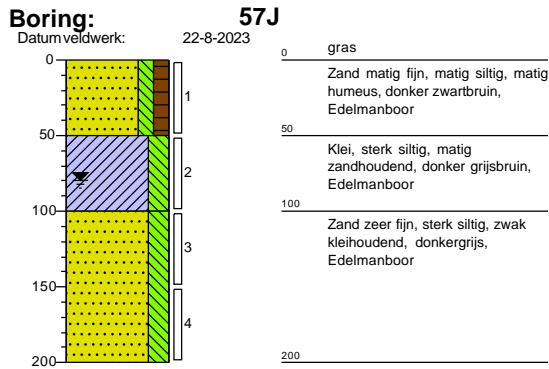 Boring: 57J
Datum veldwerk: 22-8-2023
0
50
100
150
200
1
2
3
4
0 gras
Zand matig fijn, matig siltig, matig
humeus, donker zwartbruin,
Edelmanboor
50
Klei, sterk siltig, matig
zandhoudend, donker grijsbruin,
Edelmanboor
100
Zand zeer fijn, sterk siltig, zwak
kleihoudend, donkergrijs,
Edelmanboor
200